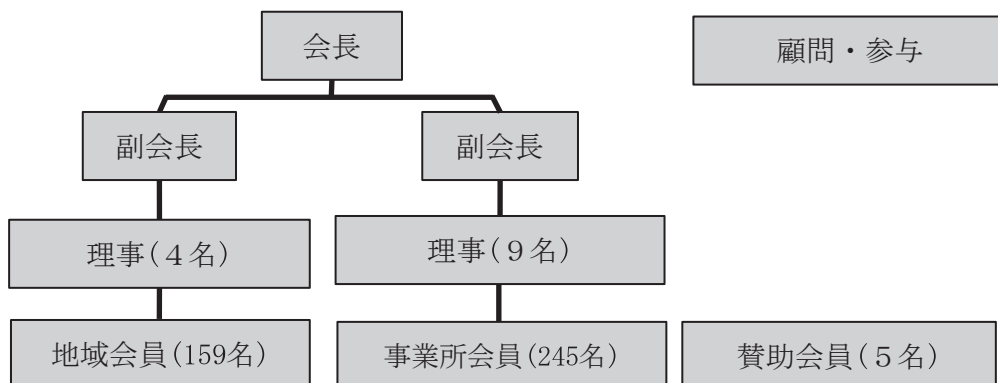 会長
顧問・参与
副会長
副会長
理事(４名)
理事(９名)
地域会員(159名)
事業所会員(245名)
賛助会員(５名)